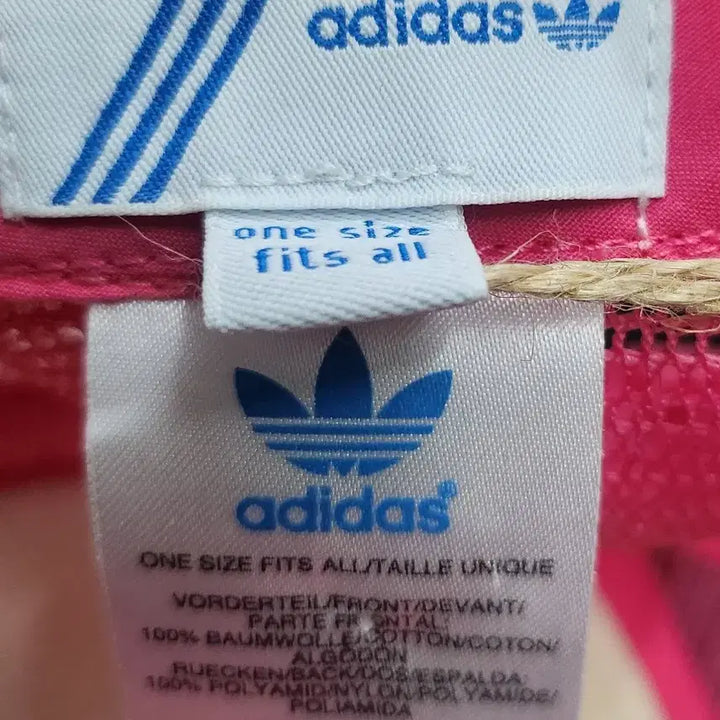 adidas
one size
fits all
adidas®
ONE SIZE FITS ALL/TAILLE UNIQUE
VORDERTEIL/FRONT/DEVANT/
PARTE FRONTAL:
100% BAUMWOLLE/COTTON/COTON/
ALGODON
RUECKEN/BACK/DOS/ESPALDA:
100% POLYAMID/NYLON/POLYAMIDE/
POLIAMIDA